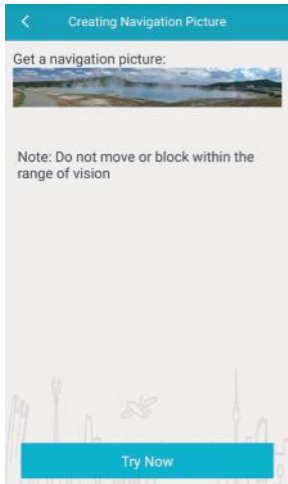 Creating Navigation Picture
Get a navigation picture:
Note: Do not move or block within the
range of vision
Try Now